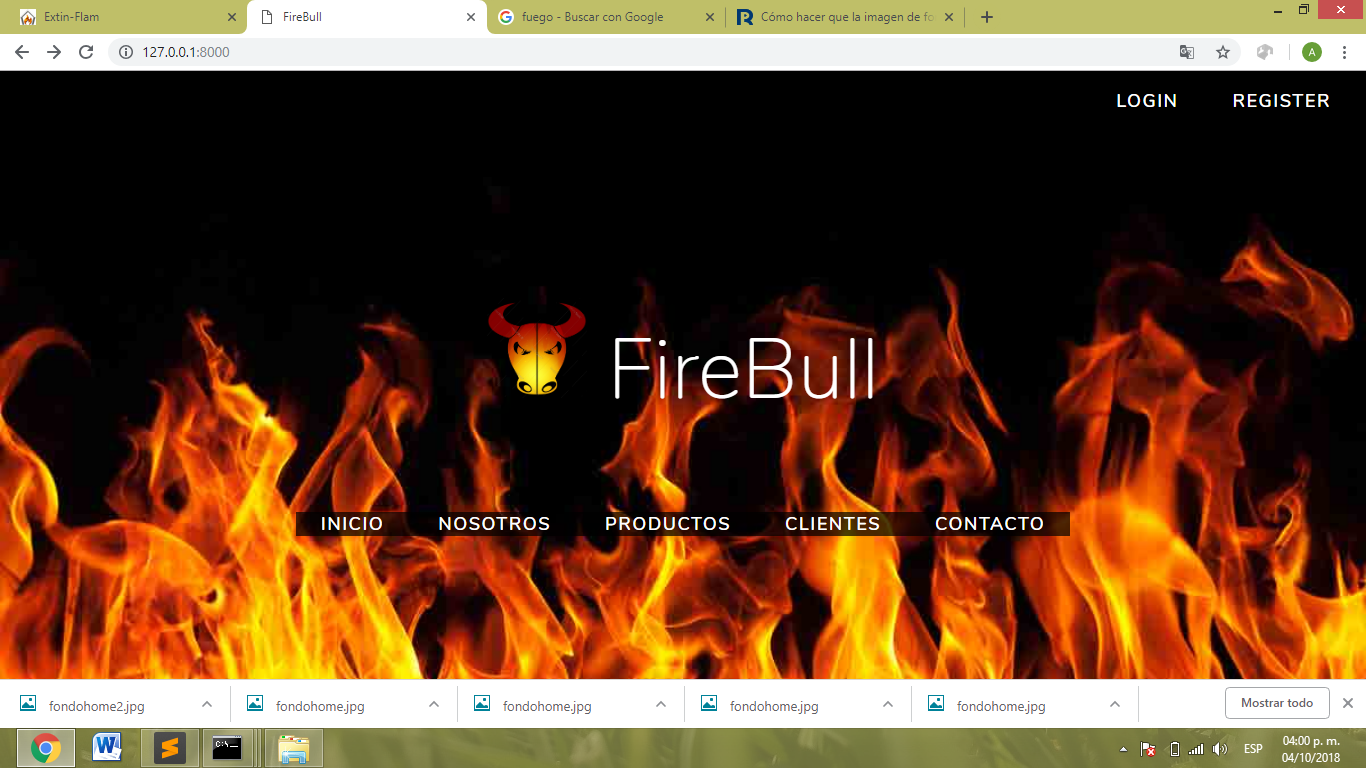 Extin-Flam
FireBull
fuego - Buscar con Google
Cómo hacer que la imagen de fo
127.0.0.1:8000
A
LOGIN REGISTER
FireBull
INICIO NOSOTROS PRODUCTOS CLIENTES CONTACTO
fondohome2.jpg
fondohome.jpg
fondohome.jpg
fondohome.jpg
fondohome.jpg
Mostrar todo
ESP
04:00 p. m.
04/10/2018